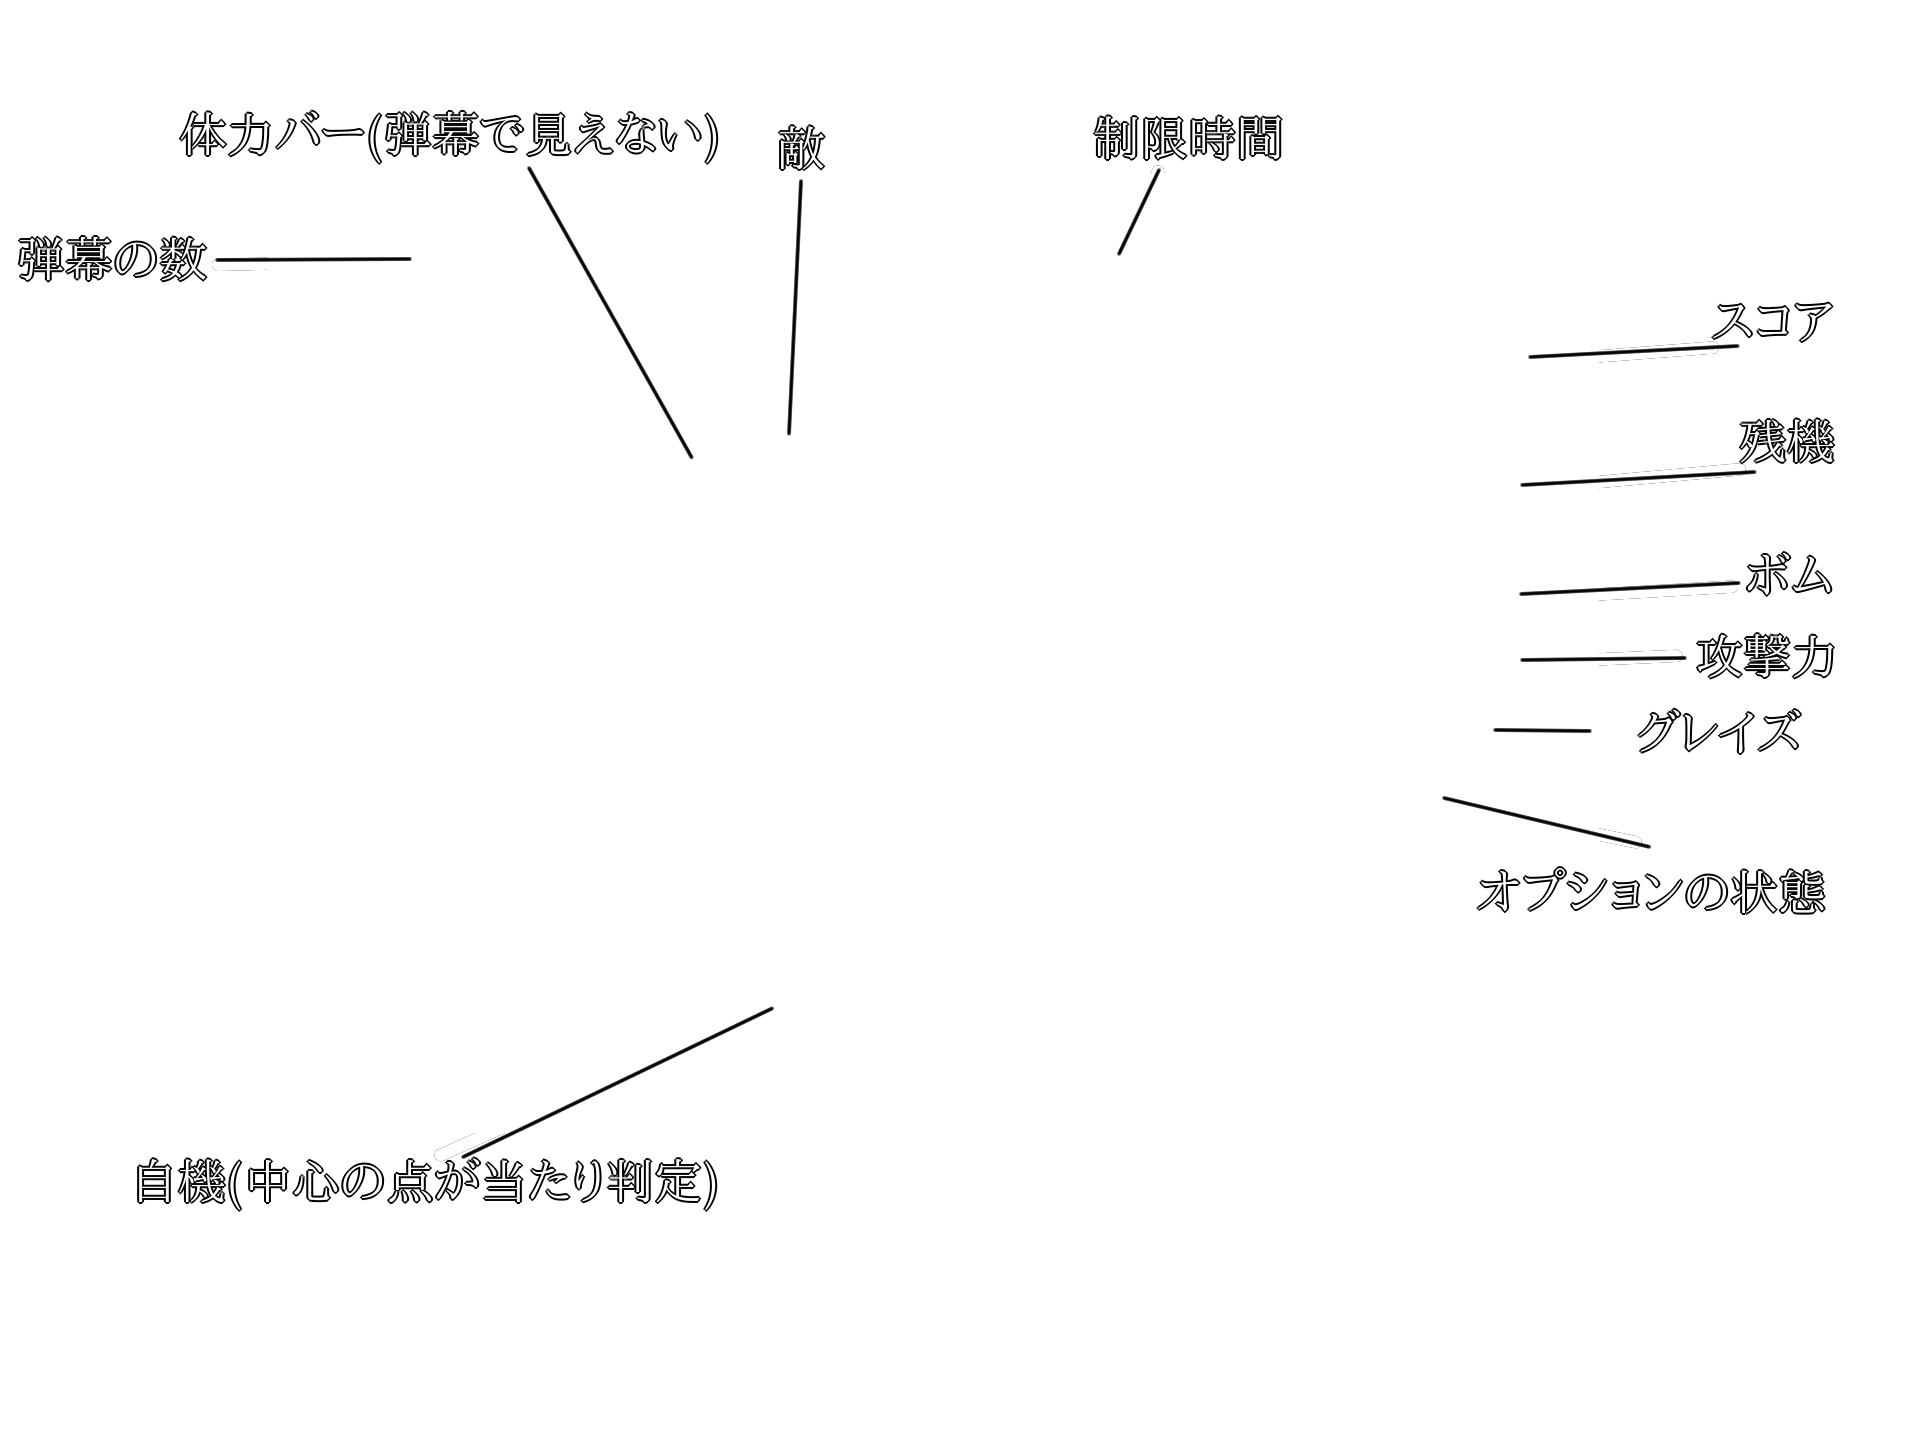 体力バー(弾幕で見えない)
敵
制限時間
弾幕の数
スコア
残機
ボム
攻撃力
グレイズ
オプションの状態
自機(中心の点が当たり判定)